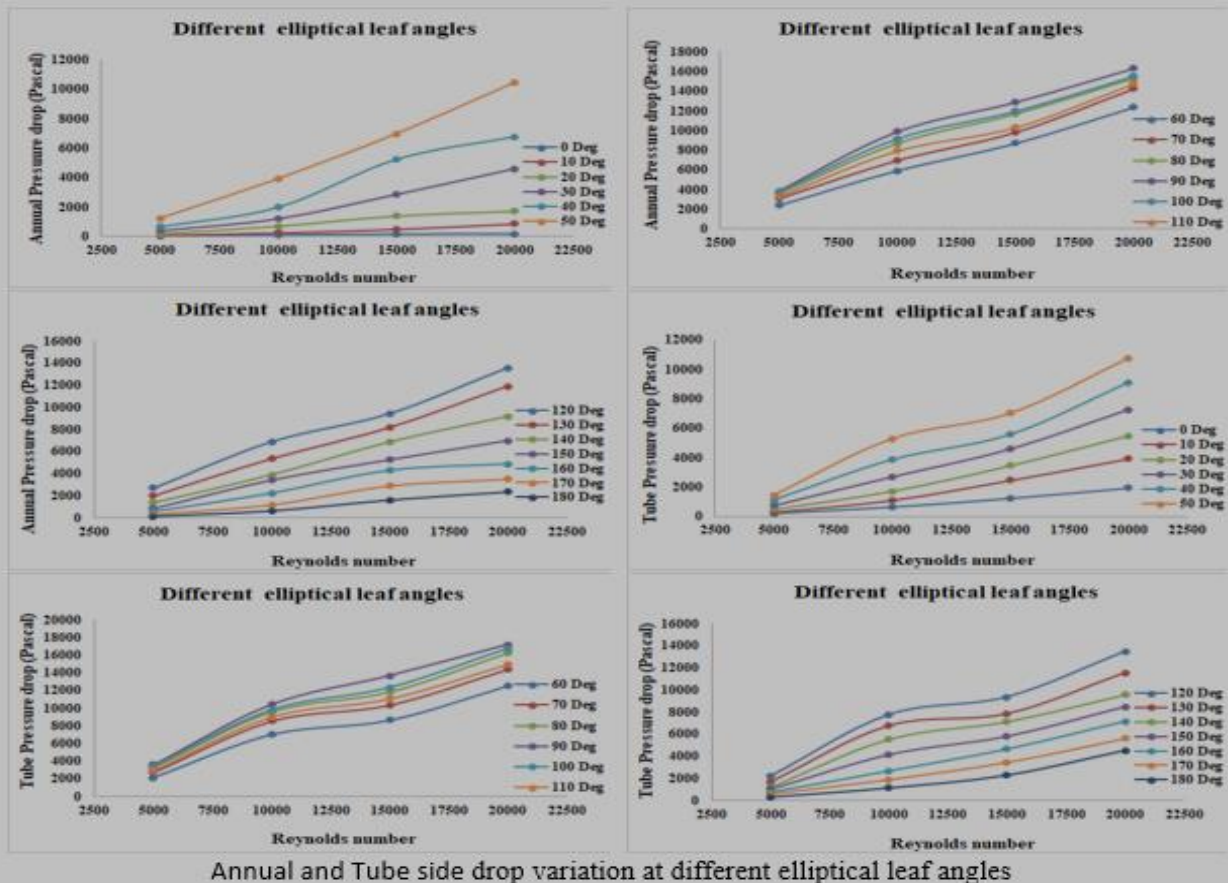 Different elliptical leaf angles
Annual Pressure drop (Pascal)
12000
10000
8000
6000
4000
2000
0
2500 5000 7500 10000 12500 15000 17500 20000 22500
Reynolds number
0 Deg
10 Deg
20 Deg
30 Deg
40 Deg
50 Deg
Different elliptical leaf angles
Annual Pressure drop (Pascal)
18000
16000
14000
12000
10000
8000
6000
4000
2000
0
2500 5000 7500 10000 12500 15000 17500 20000 22500
Reynolds number
60 Deg
70 Deg
80 Deg
90 Deg
100 Deg
110 Deg
Different elliptical leaf angles
Annual Pressure drop (Pascal)
16000
14000
12000
10000
8000
6000
4000
2000
0
2500 5000 7500 10000 12500 15000 17500 20000 22500
Reynolds number
120 Deg
130 Deg
140 Deg
150 Deg
160 Deg
170 Deg
180 Deg
Different elliptical leaf angles
Tube Presuure drop (Pascal)
12000
10000
8000
6000
4000
2000
0
2500 5000 7500 10000 12500 15000 17500 20000 22500
Reynolds number
0 Deg
10 Deg
20 Deg
30 Deg
40 Deg
50 Deg
Different elliptical leaf angles
Tube Pressure drop (Pascal)
20000
18000
16000
14000
12000
10000
8000
6000
4000
2000
0
2500 5000 7500 10000 12500 15000 17500 20000 22500
Reynolds number
60 Deg
70 Deg
80 Deg
90 Deg
100 Deg
110 Deg
Different elliptical leaf angles
Tube Pressure drop (Pascal)
16000
14000
12000
10000
8000
6000
4000
2000
0
2500 5000 7500 10000 12500 15000 17500 20000 22500
Reynolds number
120 Deg
130 Deg
140 Deg
150 Deg
160 Deg
170 Deg
180 Deg
Annual and Tube side drop variation at different elliptical leaf angles